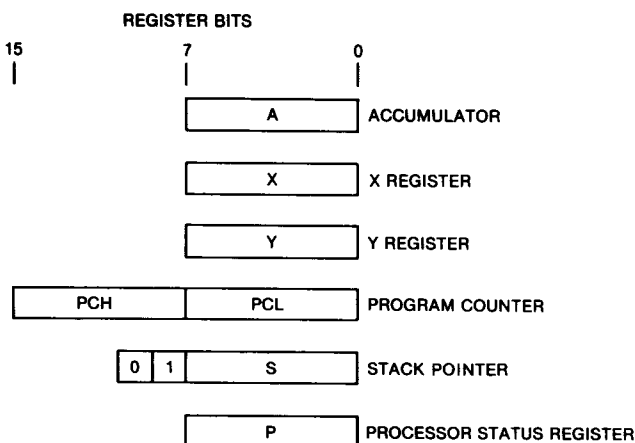 REGISTER BITS
15 7 0
A ACCUMULATOR
X X REGISTER
Y Y REGISTER
PCH PCL PROGRAM COUNTER
0 1 S STACK POINTER
P PROCESSOR STATUS REGISTER